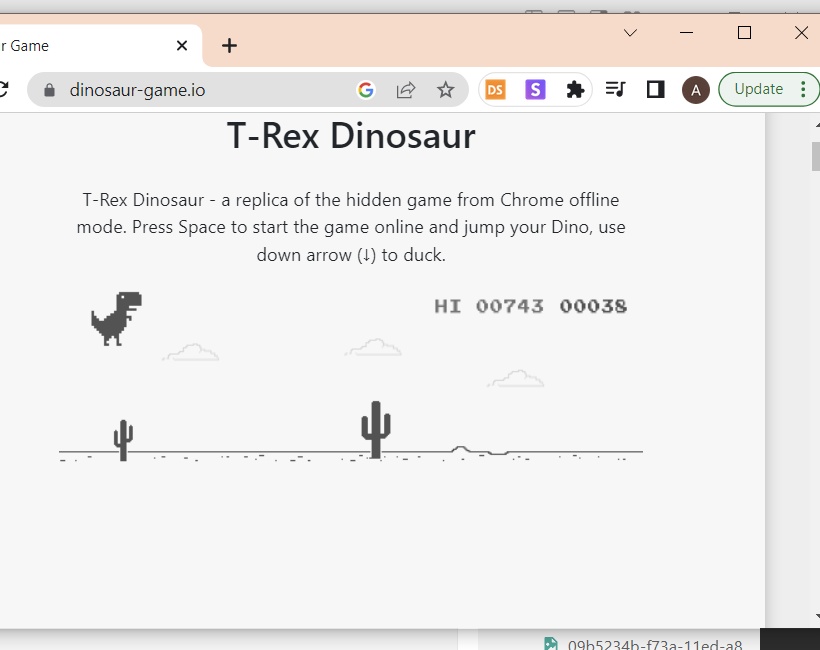 r Game
dinosaur-game.io
DS
S
A
Update
T-Rex Dinosaur
T-Rex Dinosaur - a replica of the hidden game from Chrome offline
mode. Press Space to start the game online and jump your Dino, use
down arrow (↓) to duck.
HI 00743 00038
09b5234b-f73a-11ed-a8